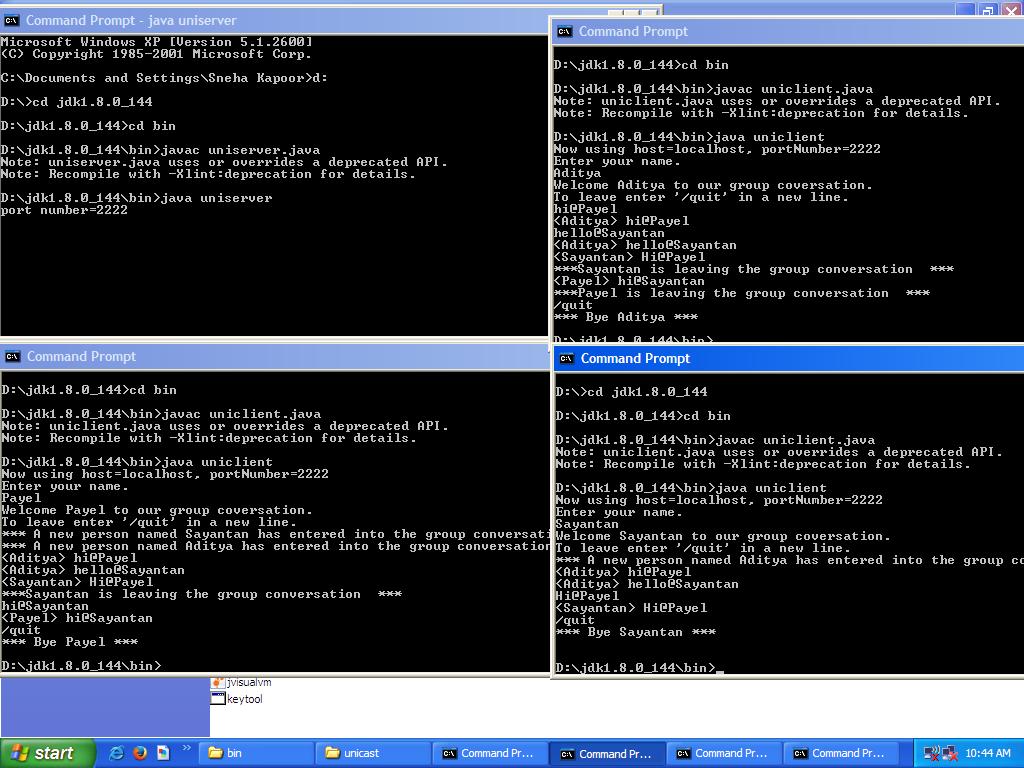 Command Prompt - java uniserver
Microsoft Windows XP [Version 5.1.2600]
(C) Copyright 1985-2001 Microsoft Corp.
C:\Documents and Settings\Sneha Kapoor>d:
D:\>cd jdk1.8.0_144
D:\jdk1.8.0_144>cd bin
D:\jdk1.8.0_144\bin>javac uniserver.java
Note: uniserver.java uses or overrides a deprecated API.
Note: Recompile with -Xlint:deprecation for details.
D:\jdk1.8.0_144\bin>java uniserver
port number=2222
Command Prompt
D:\jdk1.8.0_144>cd bin
D:\jdk1.8.0_144\bin>javac uniclient.java
Note: uniclient.java uses or overrides a deprecated API.
Note: Recompile with -Xlint:deprecation for details.
D:\jdk1.8.0_144\bin>java uniclient
Now using host=localhost, portNumber=2222
Enter your name.
Aditya
Welcome Aditya to our group coversation.
To leave enter '/quit' in a new line.
hi@Payel
<Aditya> hi@Payel
hello@Sayantan
<Aditya> hello@Sayantan
<Sayantan> Hi@Payel
***Sayantan is leaving the group conversation  ***
<Payel> hi@Sayantan
***Payel is leaving the group conversation  ***
/quit
*** Bye Aditya ***
D:\jdk1.8.0_144\bin>
Command Prompt
D:\jdk1.8.0_144>cd bin
D:\jdk1.8.0_144\bin>javac uniclient.java
Note: uniclient.java uses or overrides a deprecated API.
Note: Recompile with -Xlint:deprecation for details.
D:\jdk1.8.0_144\bin>java uniclient
Now using host=localhost, portNumber=2222
Enter your name.
Payel
Welcome Payel to our group coversation.
To leave enter '/quit' in a new line.
*** A new person named Sayantan has entered into the group conversati
*** A new person named Aditya has entered into the group conversation
<Aditya> hi@Payel
<Aditya> hello@Sayantan
<Sayantan> Hi@Payel
***Sayantan is leaving the group conversation  ***
hi@Sayantan
<Payel> hi@Sayantan
/quit
*** Bye Payel ***
D:\jdk1.8.0_144\bin>
Command Prompt
D:\>cd jdk1.8.0_144
D:\jdk1.8.0_144>cd bin
D:\jdk1.8.0_144\bin>javac uniclient.java
Note: uniclient.java uses or overrides a deprecated API.
Note: Recompile with -Xlint:deprecation for details.
D:\jdk1.8.0_144\bin>java uniclient
Now using host=localhost, portNumber=2222
Enter your name.
Sayantan
Welcome Sayantan to our group coversation.
To leave enter '/quit' in a new line.
*** A new person named Aditya has entered into the group co
<Aditya> hi@Payel
<Aditya> hello@Sayantan
Hi@Payel
<Sayantan> Hi@Payel
/quit
*** Bye Sayantan ***
D:\jdk1.8.0_144\bin>_
jvisualvm
keytool
start
bin
unicast
Command Pr...
Command Pr...
Command Pr...
Command Pr...
10:44 AM